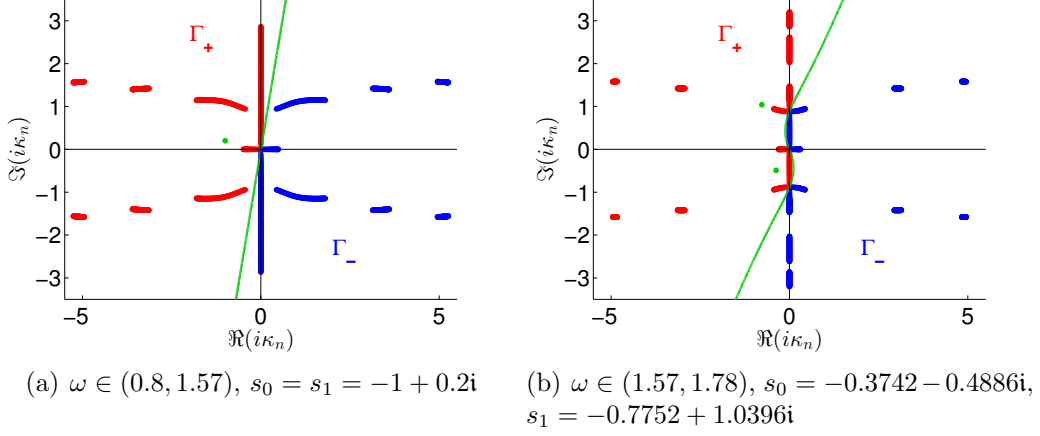 3
2
1
0
−1
−2
−3
ℑ(iκₙ)
Γ₊
Γ₋
−5 0 5
ℜ(iκₙ)
3
2
1
0
−1
−2
−3
ℑ(iκₙ)
Γ₊
Γ₋
−5 0 5
ℜ(iκₙ)
(a) ω ∈ (0.8, 1.57), s₀ = s₁ = −1 + 0.2i
(b) ω ∈ (1.57, 1.78), s₀ = −0.3742 − 0.4886i,
s₁ = −0.7752 + 1.0396i